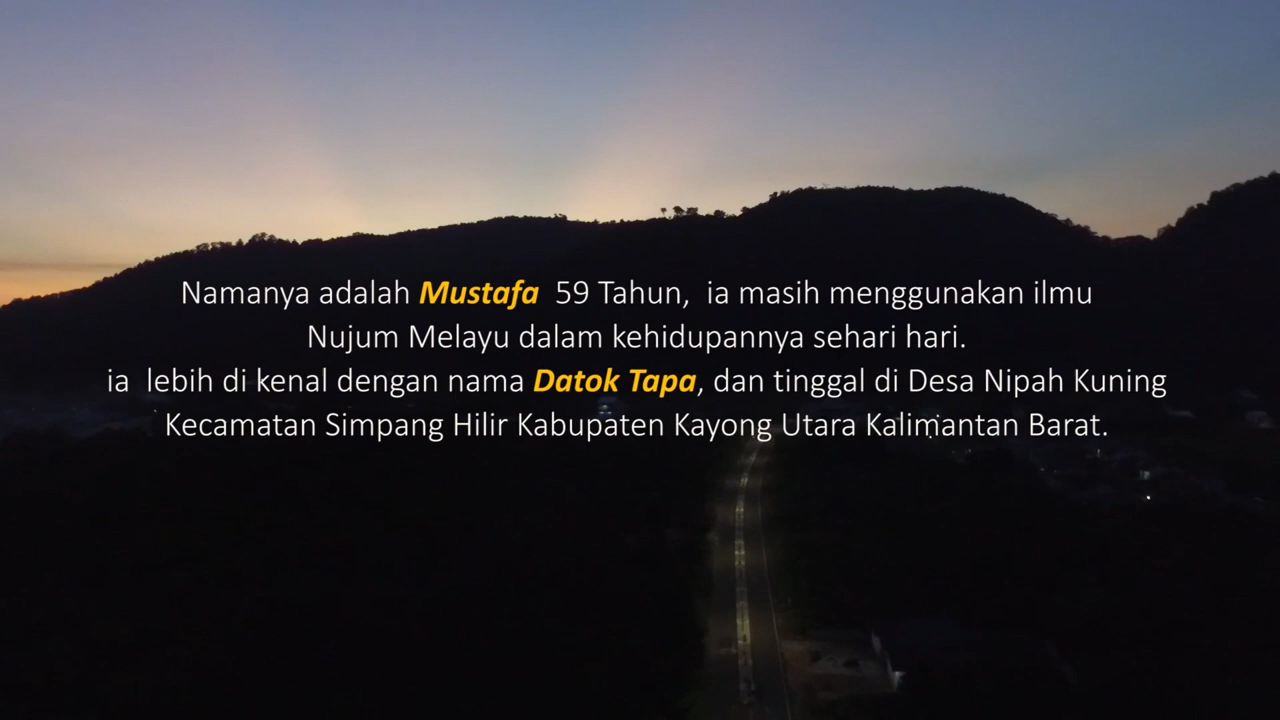 Namanya adalah Mustafa 59 Tahun, ia masih menggunakan ilmu
Nujum Melayu dalam kehidupannya sehari hari.
ia lebih di kenal dengan nama Datok Tapa, dan tinggal di Desa Nipah Kuning
Kecamatan Simpang Hilir Kabupaten Kayong Utara Kalimantan Barat.